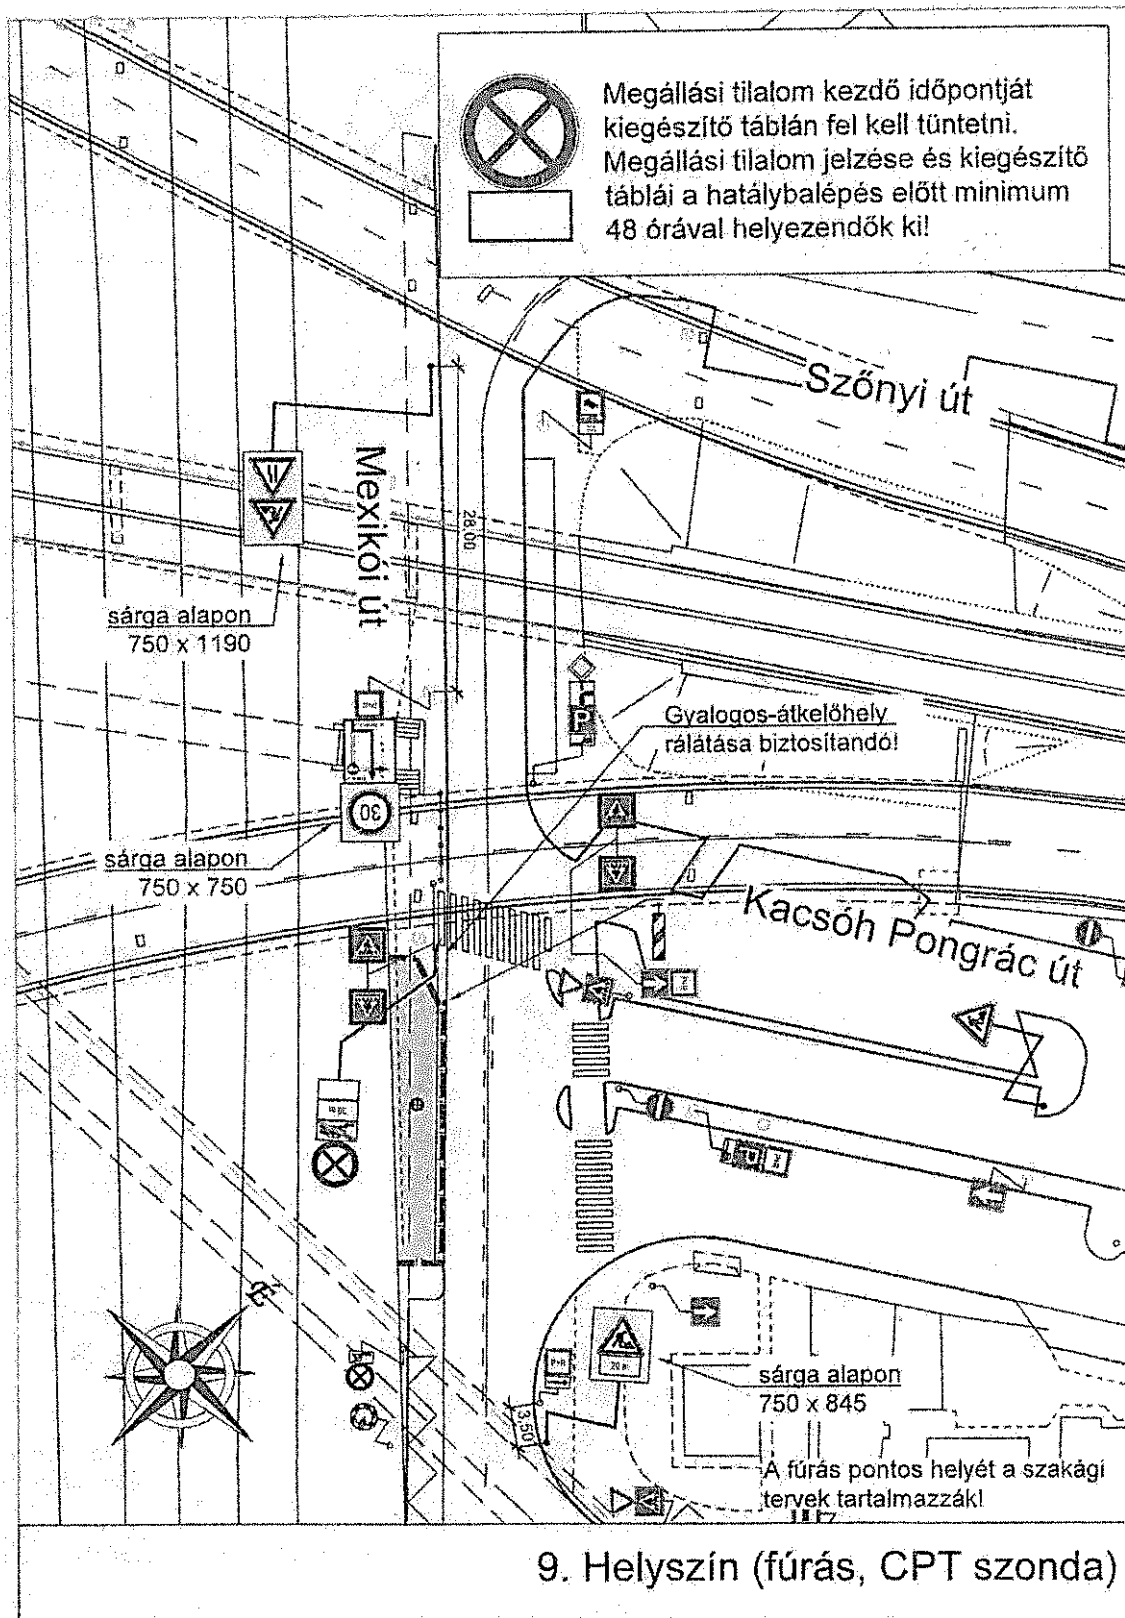 Megállási tilalom kezdő időpontját
kiegészítő táblán fel kell tüntetni.
Megállási tilalom jelzése és kiegészítő
táblái a hatálybalépés előtt minimum
48 órával helyezendők ki!
Szőnyi út
Mexikói út
28.00
sárga alapon
750 x 1190
P
Gyalogos-átkelőhely
rálátása biztosítandó!
30
sárga alapon
750 x 750
Kacsóh Pongrác út
sárga alapon
750 x 845
3.50
A fúrás pontos helyét a szakági
tervek tartalmazzák!
9. Helyszín (fúrás, CPT szonda)